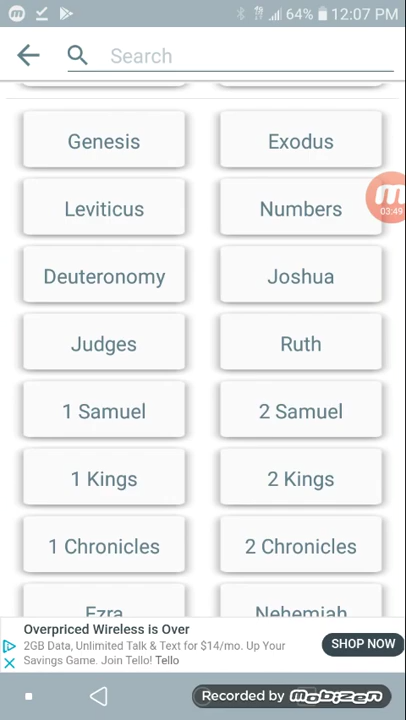 64% 12:07 PM
Search
Genesis Exodus
Leviticus Numbers
03:49
Deuteronomy Joshua
Judges Ruth
1 Samuel 2 Samuel
1 Kings 2 Kings
1 Chronicles 2 Chronicles
Ezra Nehemiah
Overpriced Wireless is Over
2GB Data, Unlimited Talk & Text for $14/mo. Up Your
SHOP NOW
Savings Game. Join Tello! Tello
Recorded by Mobizen